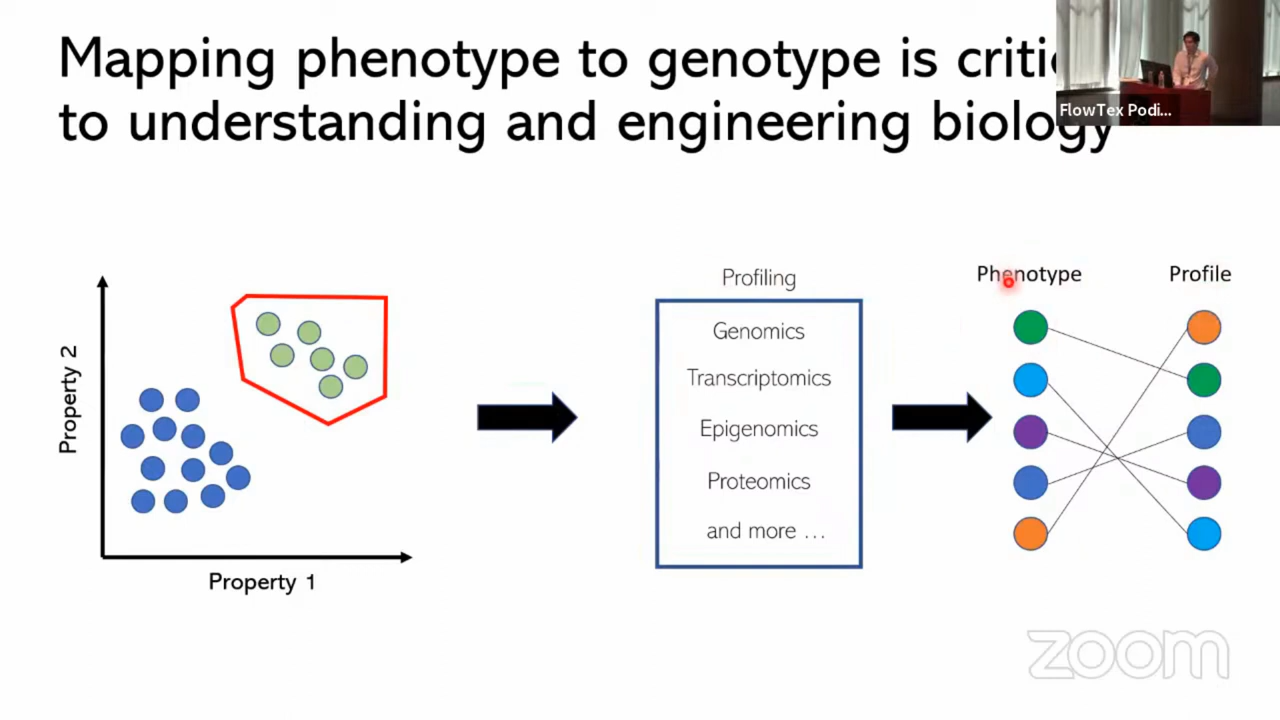 Mapping phenotype to genotype is criti
to understanding and engineering biology
FlowTex Podi...
Property 2
Property 1
Profiling
Genomics
Transcriptomics
Epigenomics
Proteomics
and more ...
Phenotype
Profile
zoom